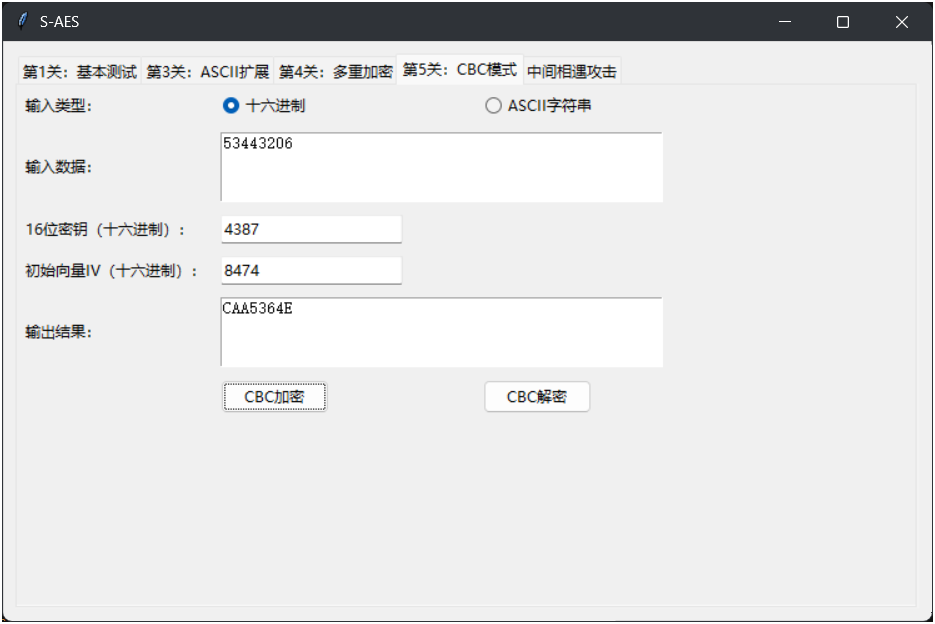 S-AES
第1关：基本测试 第3关：ASCII扩展 第4关：多重加密 第5关：CBC模式 中间相遇攻击
输入类型： 十六进制 ASCII字符串
输入数据： 53443206
16位密钥（十六进制）： 4387
初始向量IV（十六进制）： 8474
输出结果： CAA5364E
CBC加密 CBC解密